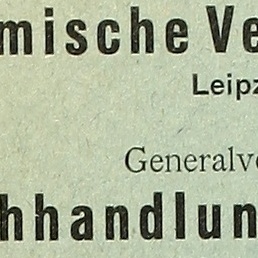 mische Ve
Leipz
Generalve
hhandlun